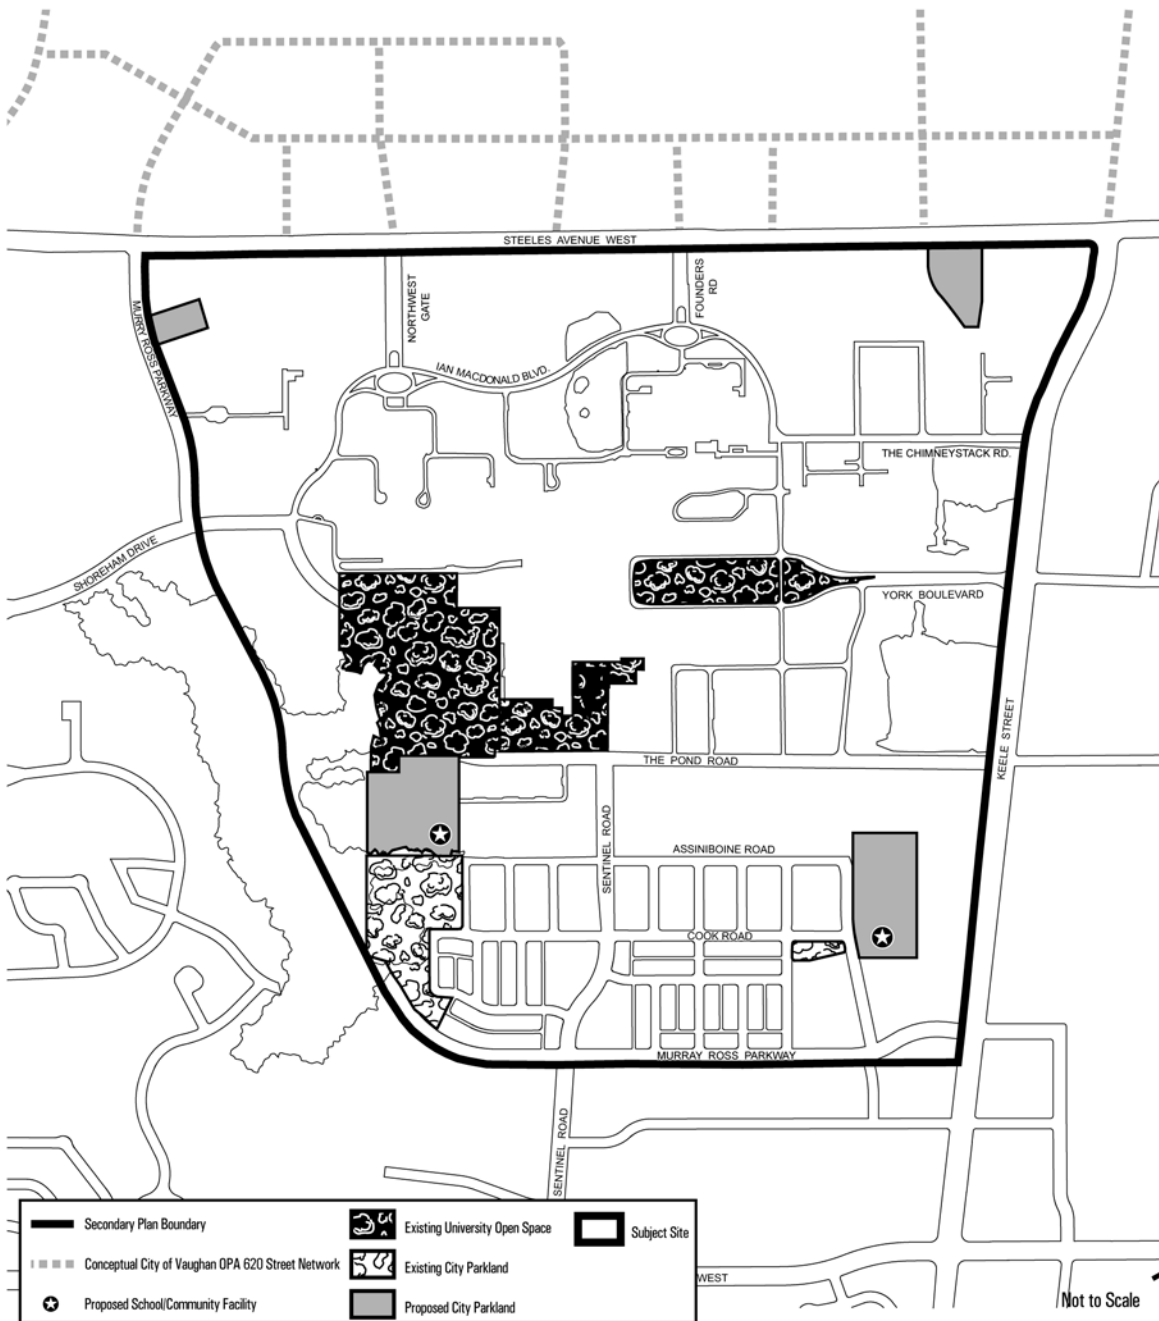 STEELES AVENUE WEST
NORTHWEST
GATE
FOUNDERS
RD
MURRY ROSS PARKWAY
IAN MACDONALD BLVD.
THE CHIMNEYSTACK RD.
SHOREHAM DRIVE
YORK BOULEVARD
KEELE STREET
THE POND ROAD
SENTINEL ROAD
ASSINIBOINE ROAD
COOK ROAD
MURRAY ROSS PARKWAY
SENTINEL ROAD
WEST
Secondary Plan Boundary
Conceptual City of Vaughan OPA 620 Street Network
Proposed School/Community Facility
Existing University Open Space
Existing City Parkland
Proposed City Parkland
Subject Site
Not to Scale